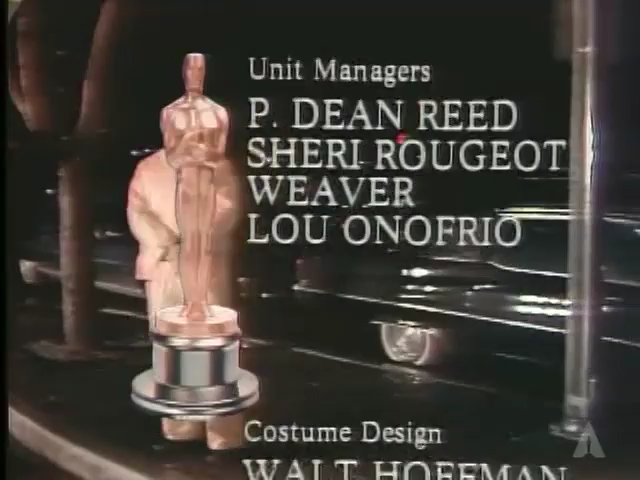 Unit Managers
P. DEAN REED
SHERI ROUGEOT
WEAVER
LOU ONOFRIO
Costume Design
WALT HOFFMAN